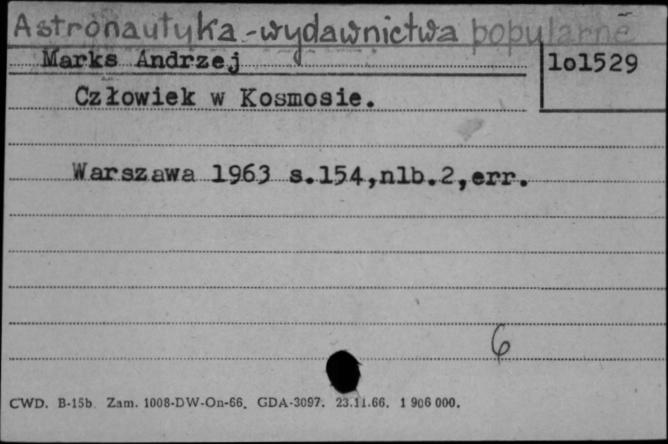 Astronautyka-wydawnictwa popularne
Marks Andrzej
1o1529
Człowiek w Kosmosie.
Warszawa 1963 s.154,nlb.2,err.
6
CWD. B-15b Zam. 1008-DW-On-66. GDA-3097. 23.11.66. 1 906 000.